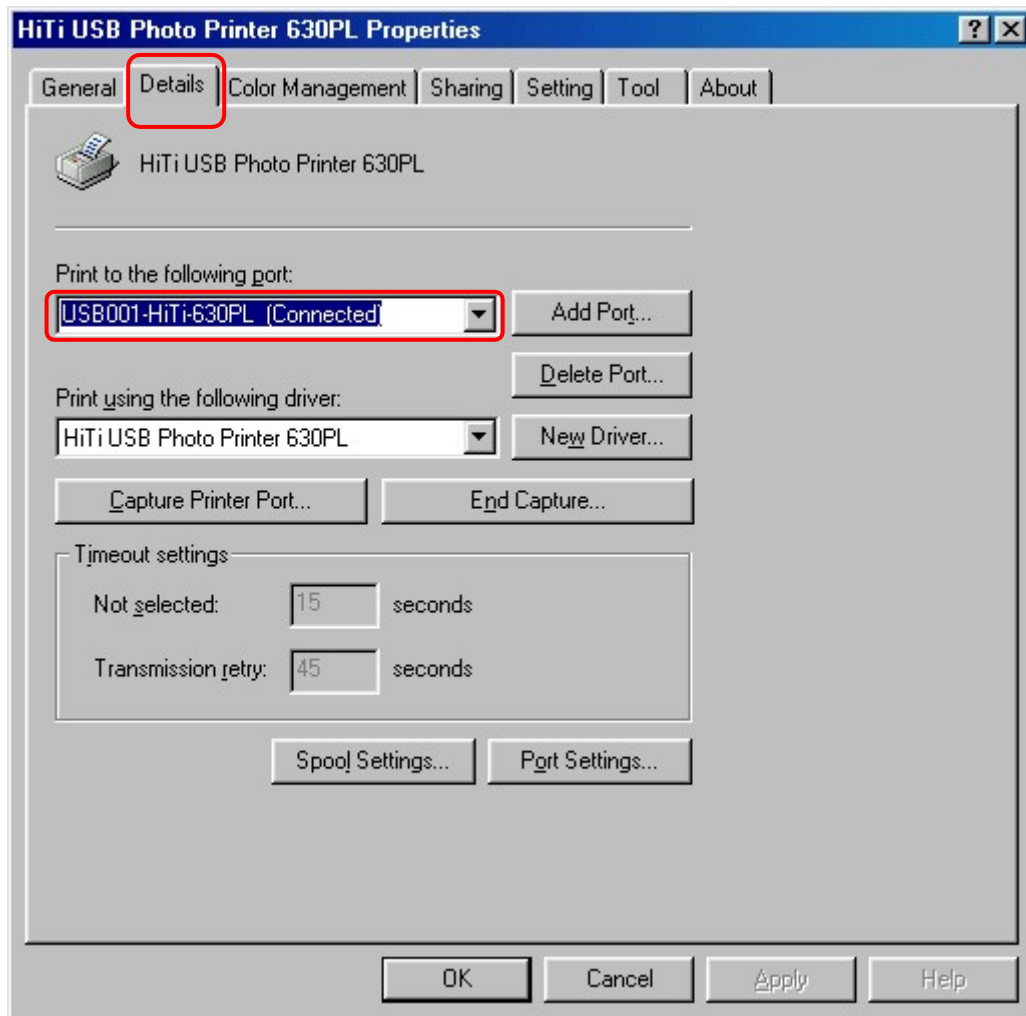 HiTi USB Photo Printer 630PL Properties
General Details Color Management Sharing Setting Tool About
HiTi USB Photo Printer 630PL
Print to the following port:
USB001-HiTi-630PL (Connected)
Add Port...
Delete Port...
Print using the following driver:
HiTi USB Photo Printer 630PL
New Driver...
Capture Printer Port... End Capture...
Timeout settings
Not selected: 15 seconds
Transmission retry: 45 seconds
Spool Settings... Port Settings...
OK Cancel Apply Help